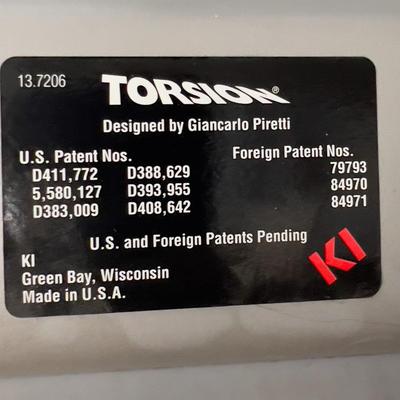 13.7206
TORSION®
Designed by Giancarlo Piretti
U.S. Patent Nos.
D411,772 D388,629
5,580,127 D393,955
D383,009 D408,642
Foreign Patent Nos.
79793
84970
84971
U.S. and Foreign Patents Pending
KI
Green Bay, Wisconsin
Made in U.S.A.
KI